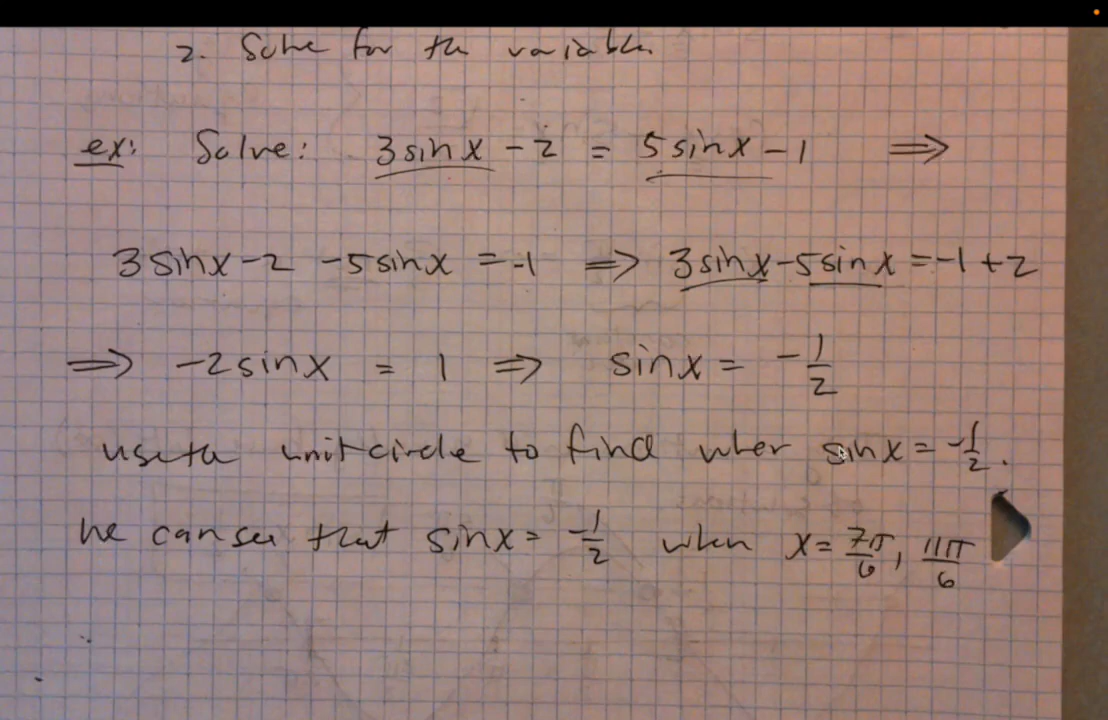 2. Solve for the variable.
ex: Solve: 3sinx - 2 = 5sinx - 1 ⇒
3sinx - 2 - 5sinx = -1 ⇒ 3sinx - 5sinx = -1 + 2
⇒ -2sinx = 1 ⇒ sinx = -1/2
use the unit circle to find when sinx = -1/2.
we can see that sinx = -1/2 when x = 7π/6, 11π/6